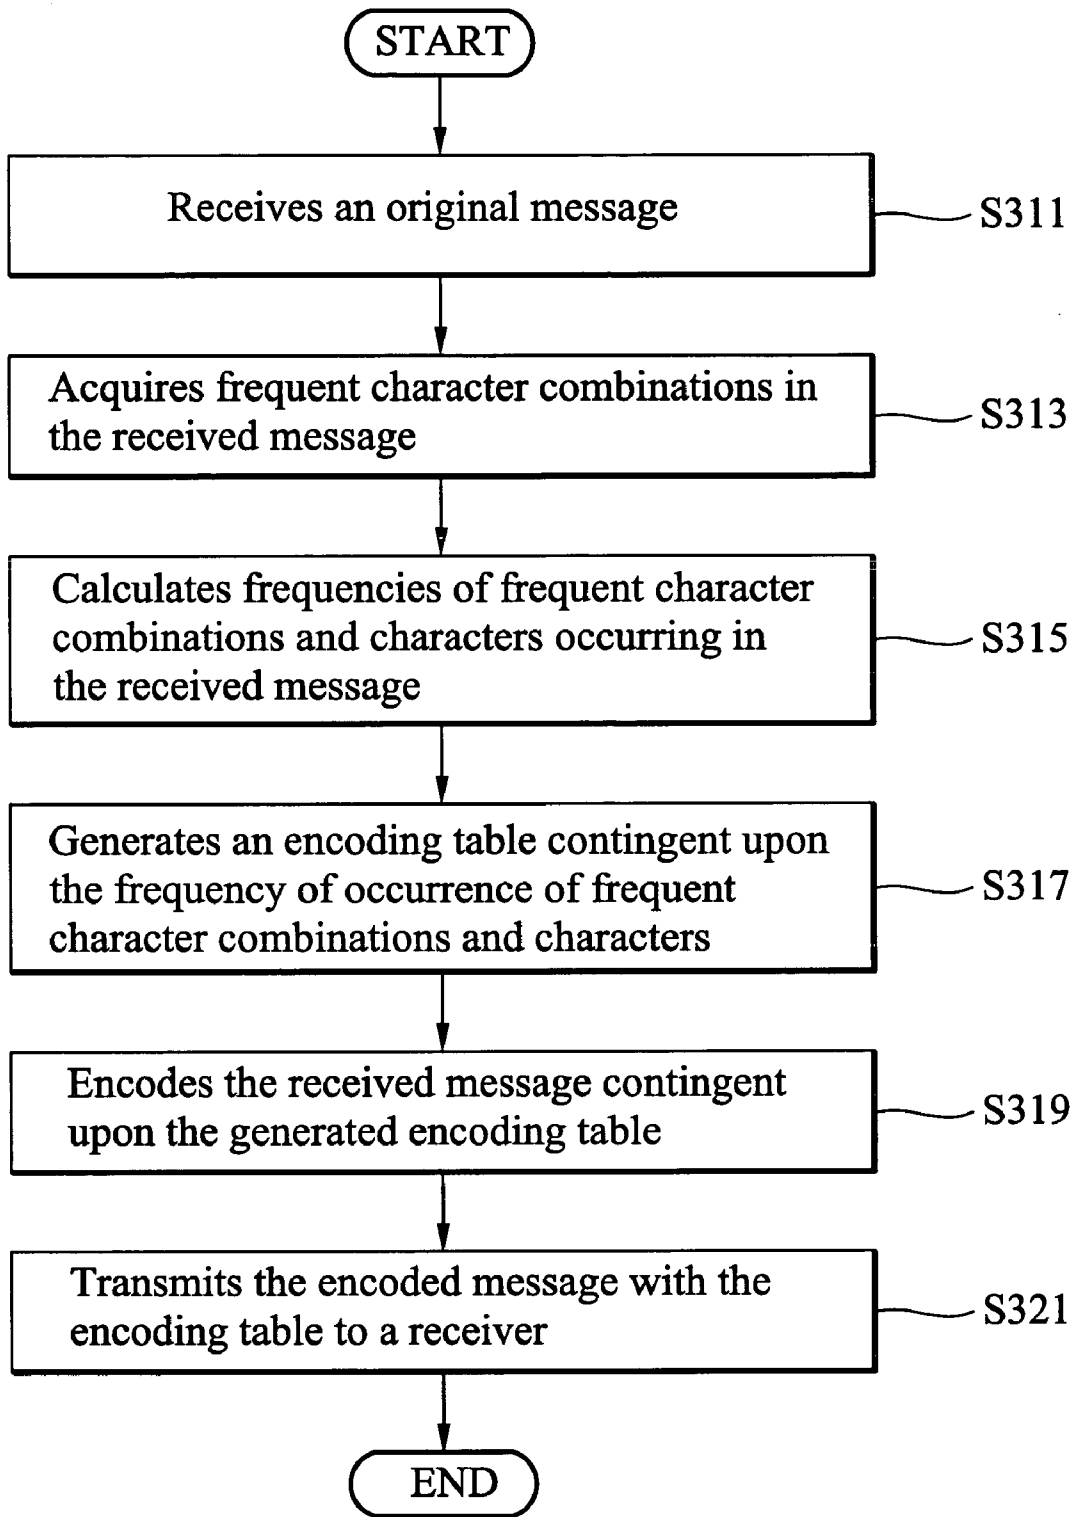 START
Receives an original message
S311
Acquires frequent character combinations in
the received message
S313
Calculates frequencies of frequent character
combinations and characters occurring in
the received message
S315
Generates an encoding table contingent upon
the frequency of occurrence of frequent
character combinations and characters
S317
Encodes the received message contingent
upon the generated encoding table
S319
Transmits the encoded message with the
encoding table to a receiver
S321
END